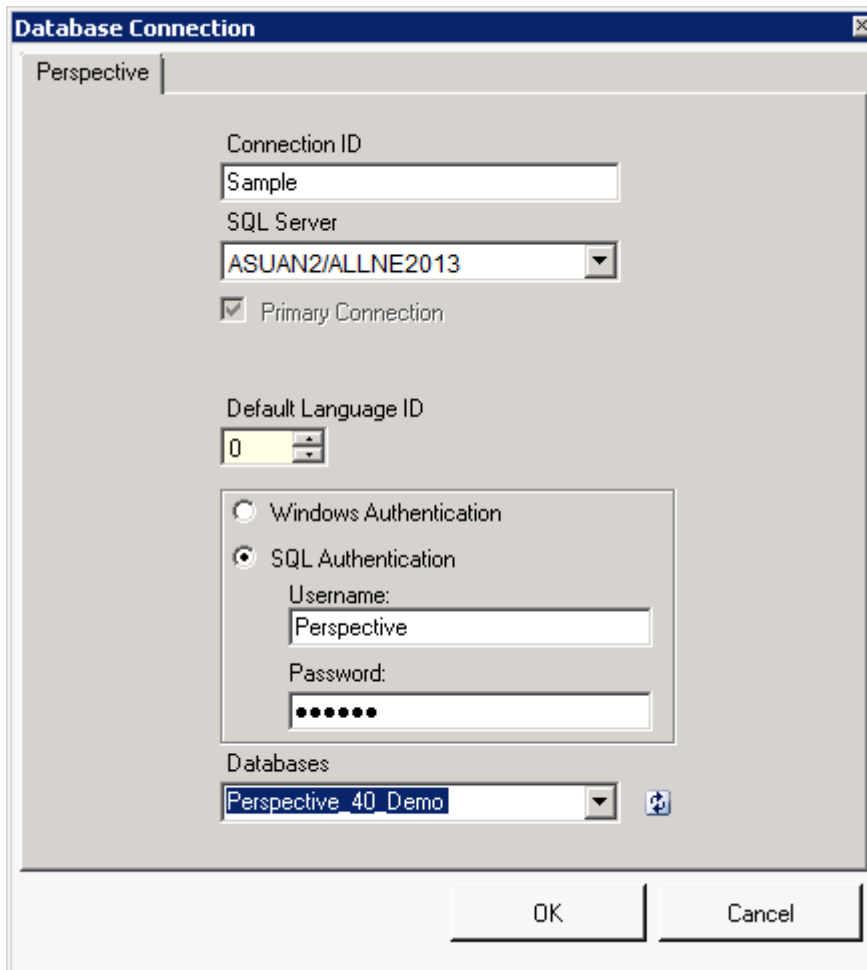 Database Connection
Perspective
Connection ID
Sample
SQL Server
ASUAN2/ALLNE2013
Primary Connection
Default Language ID
0
Windows Authentication
SQL Authentication
Username:
Perspective
Password:
••••••
Databases
Perspective_40_Demo
OK
Cancel